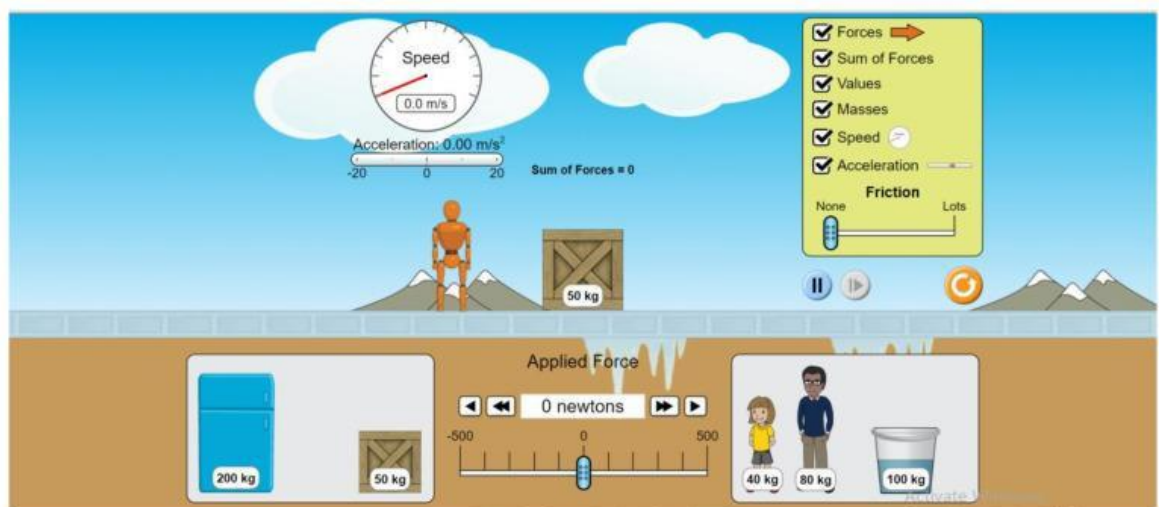 Speed
0.0 m/s
Acceleration: 0.00 m/s²
-20 0 20
Sum of Forces = 0
Forces
Sum of Forces
Values
Masses
Speed
Acceleration
Friction
None Lots
50 kg
Applied Force
0 newtons
-500 0 500
200 kg
50 kg
40 kg
80 kg
100 kg